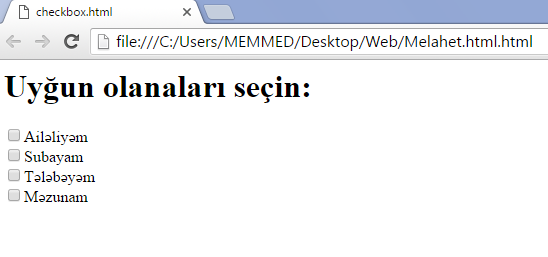 checkbox.html
file:///C:/Users/MEMMED/Desktop/Web/Melahet.html.html
Uyğun olanaları seçin:
Ailəliyəm
Subayam
Tələbəyəm
Məzunam